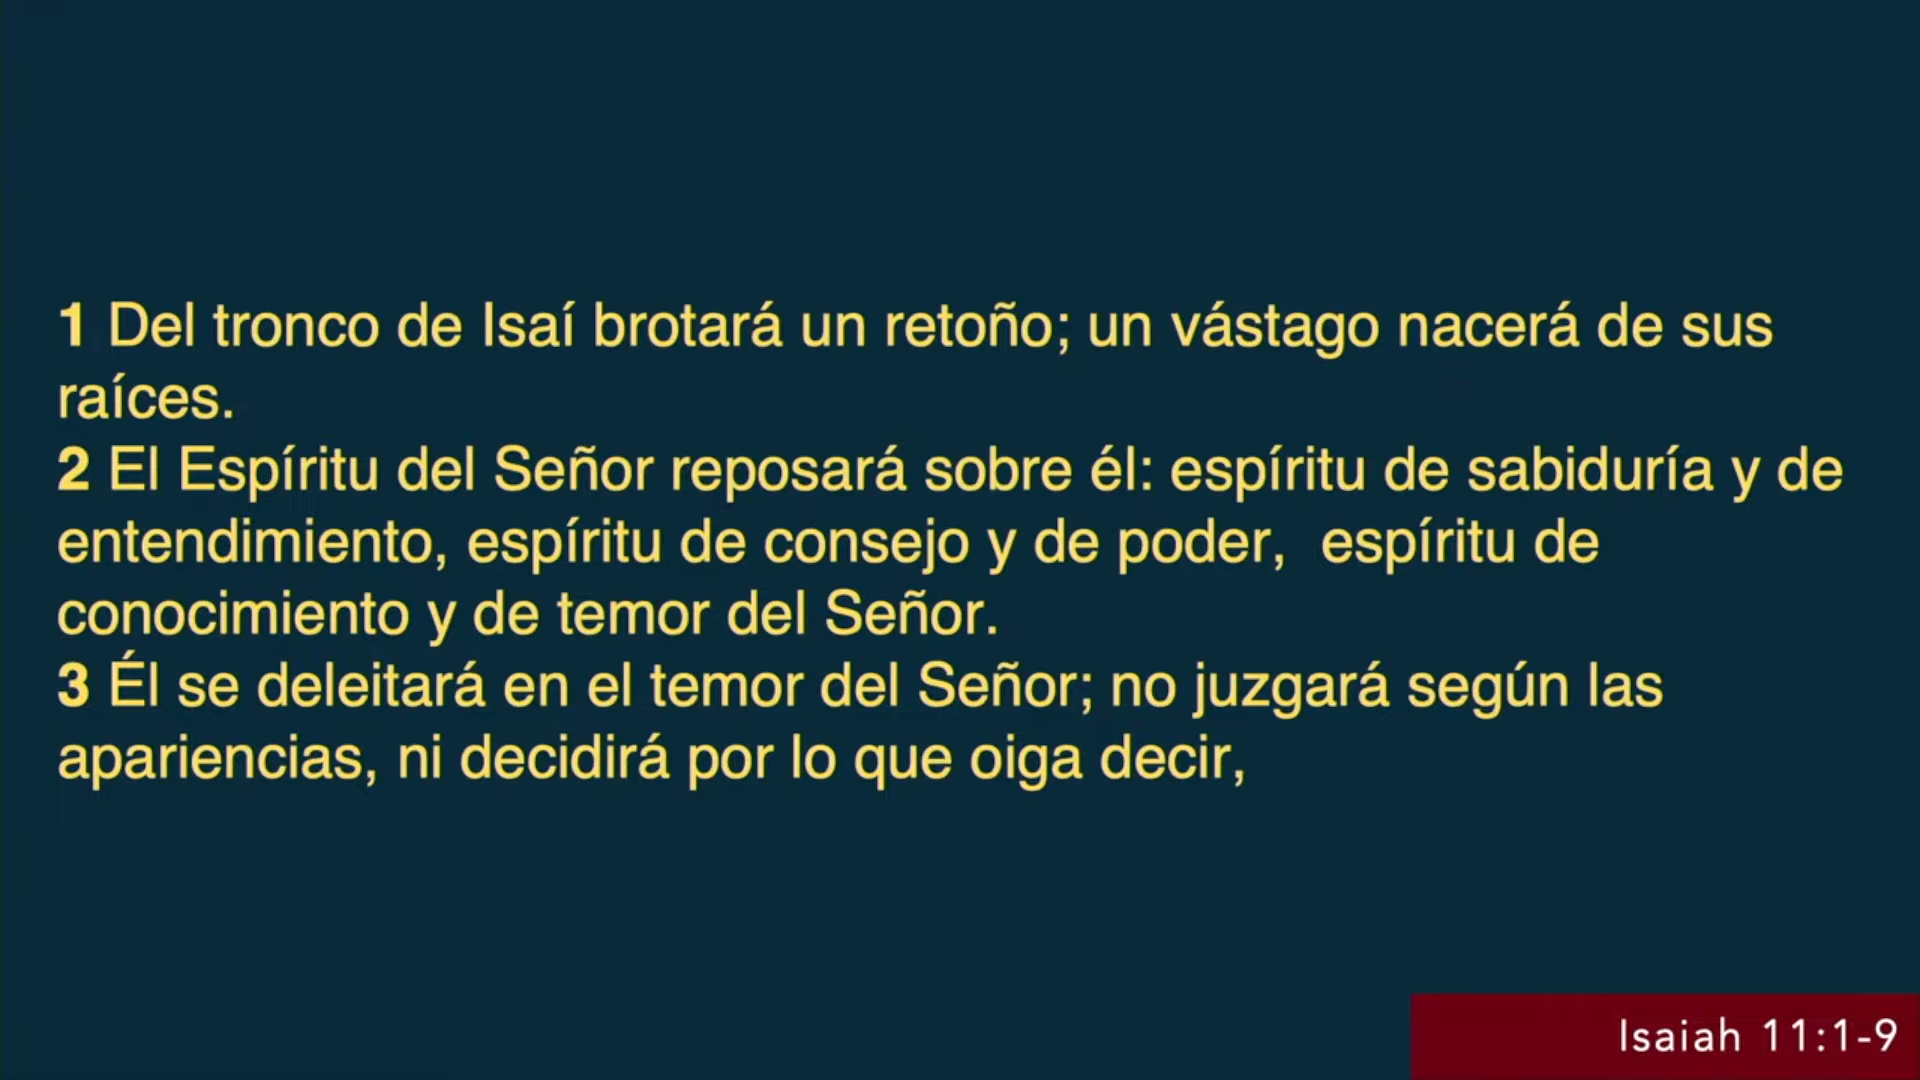 1 Del tronco de Isaí brotará un retoño; un vástago nacerá de sus
raíces.
2 El Espíritu del Señor reposará sobre él: espíritu de sabiduría y de
entendimiento, espíritu de consejo y de poder,  espíritu de
conocimiento y de temor del Señor.
3 Él se deleitará en el temor del Señor; no juzgará según las
apariencias, ni decidirá por lo que oiga decir,
Isaiah 11:1-9